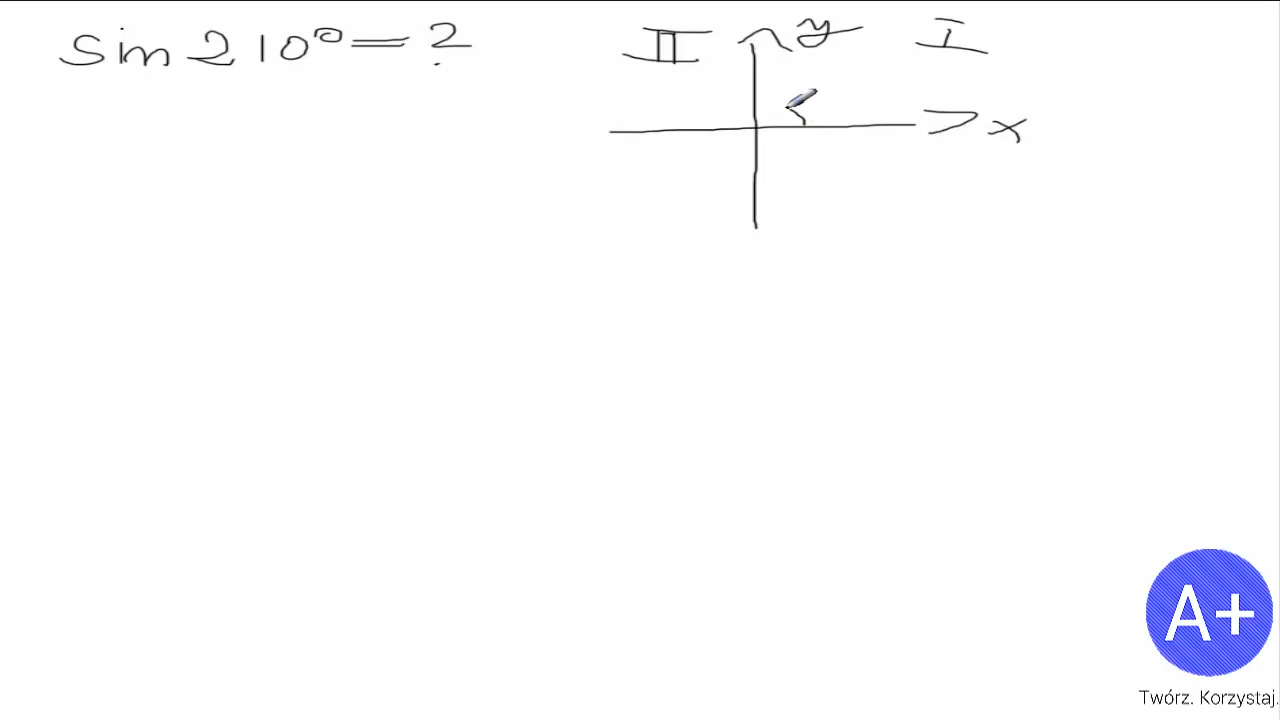 sin 210° = ?
II y I
x
A+
Twórz. Korzystaj.